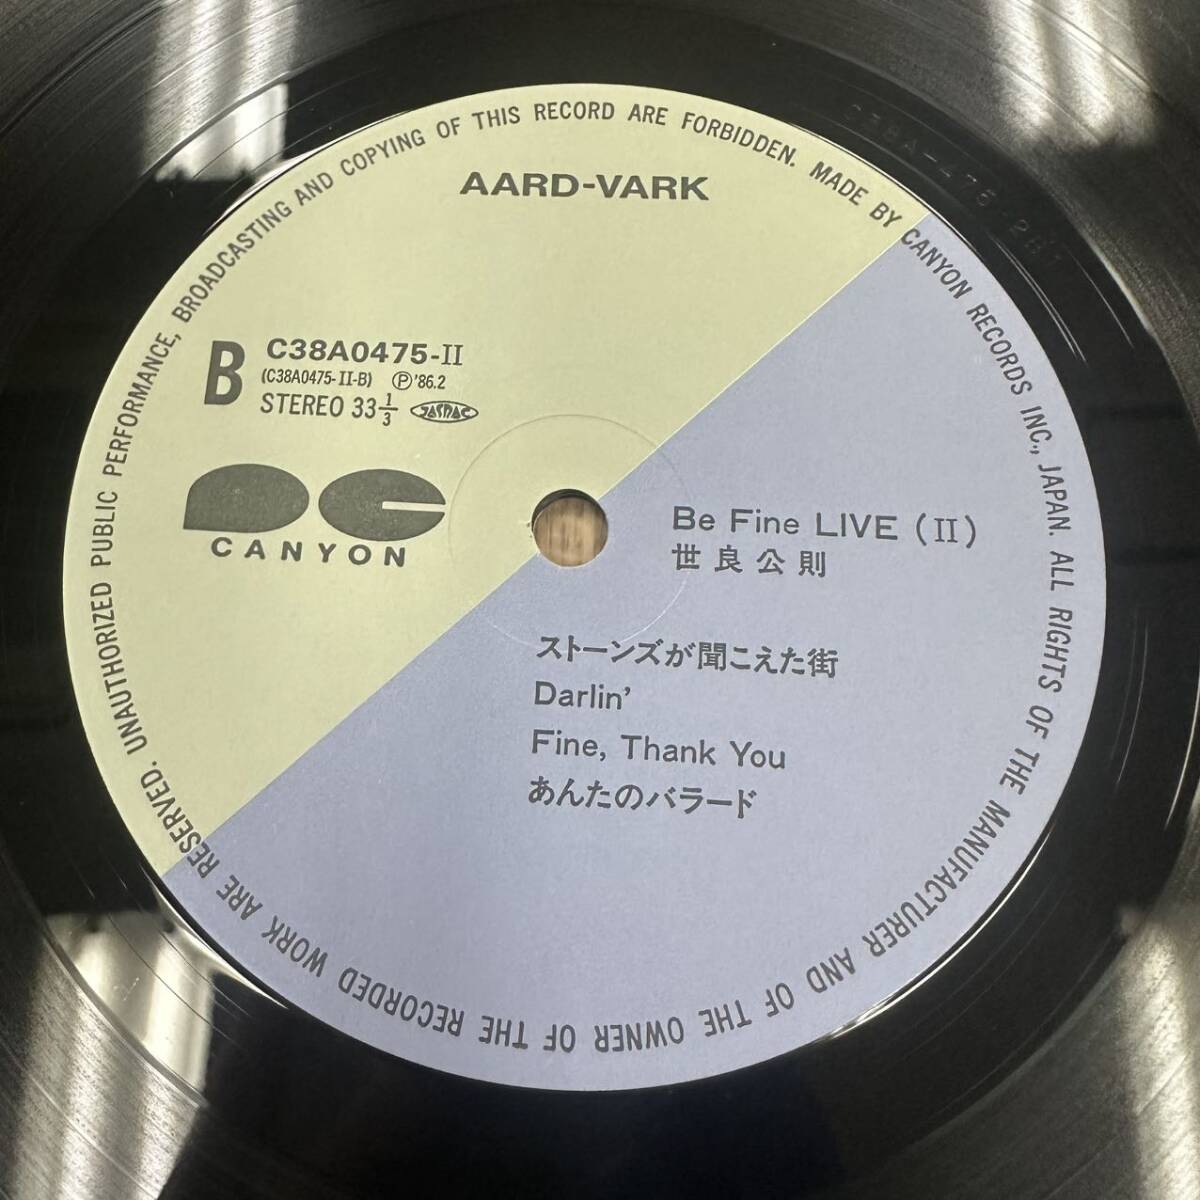 AARD-VARK
B
C38A0475-II
(C38A0475-II-B) Ⓟ'86.2
STEREO 33 1/3 JASRAC
CANYON
Be Fine LIVE (II)
世良公則
ストーンズが聞こえた街
Darlin'
Fine, Thank You
あんたのバラード
MADE BY CANYON RECORDS INC., JAPAN. ALL RIGHTS OF THE MANUFACTURER AND OF THE OWNER OF THE RECORDED WORK ARE RESERVED. UNAUTHORIZED PUBLIC PERFORMANCE, BROADCASTING AND COPYING OF THIS RECORD ARE FORBIDDEN.